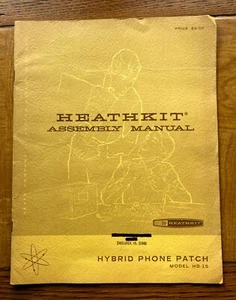 HEATHKIT®
ASSEMBLY MANUAL
HEATHKIT
HYBRID PHONE PATCH
MODEL HD-15